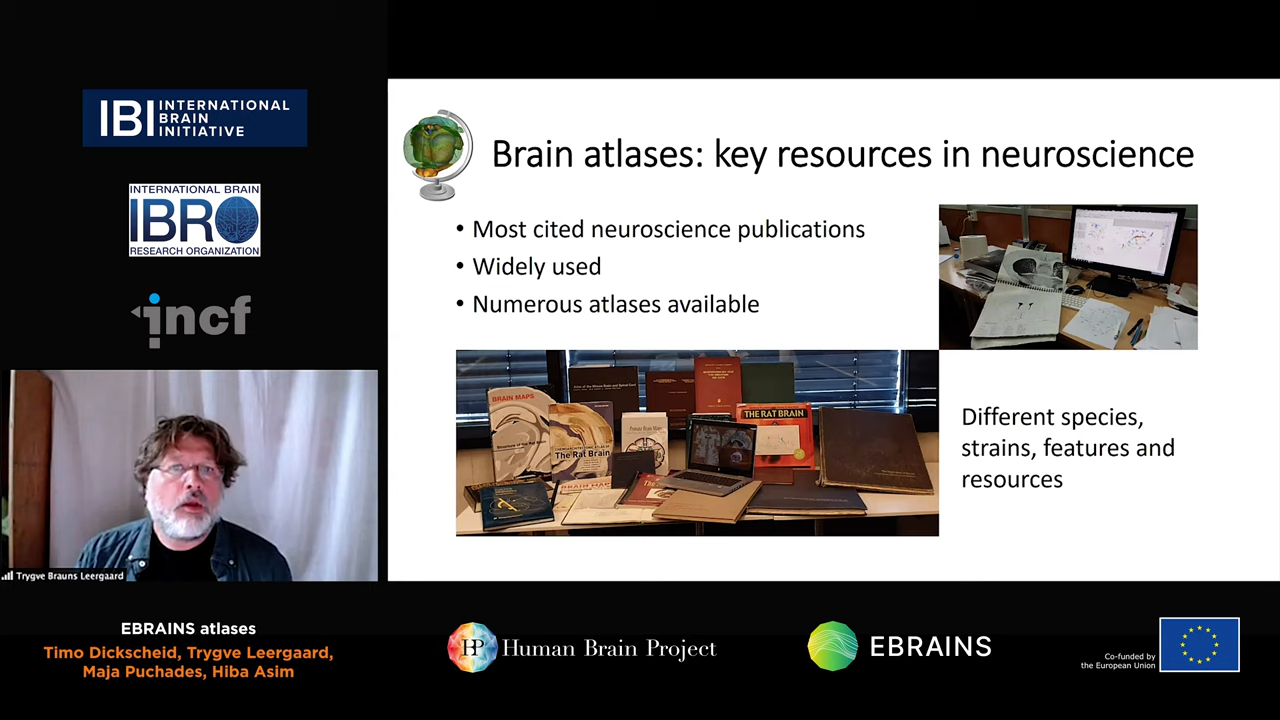 IBI INTERNATIONAL
BRAIN
INITIATIVE
INTERNATIONAL BRAIN
IBRO
RESEARCH ORGANIZATION
incf
Trygve Brauns Leergaard
EBRAINS atlases
Timo Dickscheid, Trygve Leergaard,
Maja Puchades, Hiba Asim
Brain atlases: key resources in neuroscience
• Most cited neuroscience publications
• Widely used
• Numerous atlases available
BRAIN MAPS
The Rat Brain
THE RAT BRAIN
BRAIN MAPS
Different species,
strains, features and
resources
HBP Human Brain Project
EBRAINS
Co-funded by
the European Union